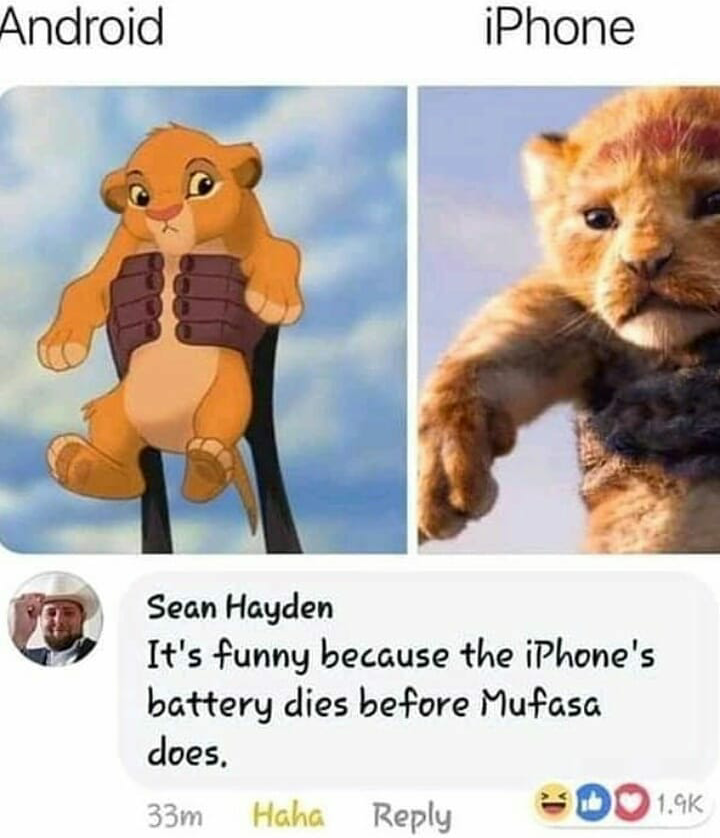 Android
iPhone
Sean Hayden
It's funny because the iPhone's
battery dies before Mufasa
does.
33m Haha Reply 1.9K